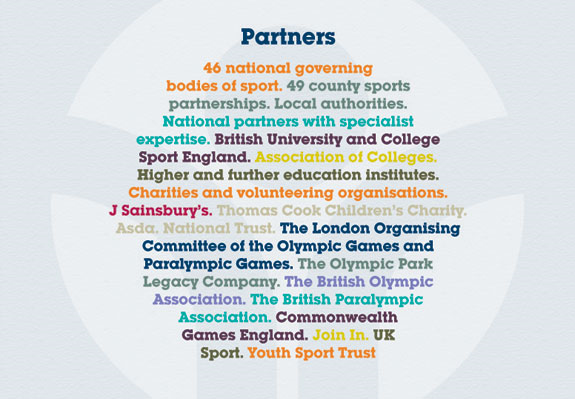 Partners
46 national governing
bodies of sport. 49 county sports
partnerships. Local authorities.
National partners with specialist
expertise. British University and College
Sport England. Association of Colleges.
Higher and further education institutes.
Charities and volunteering organisations.
J Sainsbury's. Thomas Cook Children's Charity.
Asda. National Trust. The London Organising
Committee of the Olympic Games and
Paralympic Games. The Olympic Park
Legacy Company. The British Olympic
Association. The British Paralympic
Association. Commonwealth
Games England. Join In. UK
Sport. Youth Sport Trust